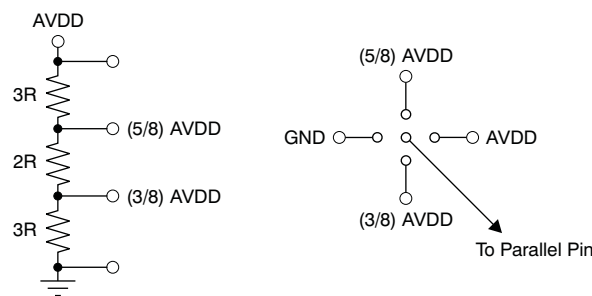 AVDD
3R
(5/8) AVDD
2R
(3/8) AVDD
3R
(5/8) AVDD
GND
AVDD
(3/8) AVDD
To Parallel Pin